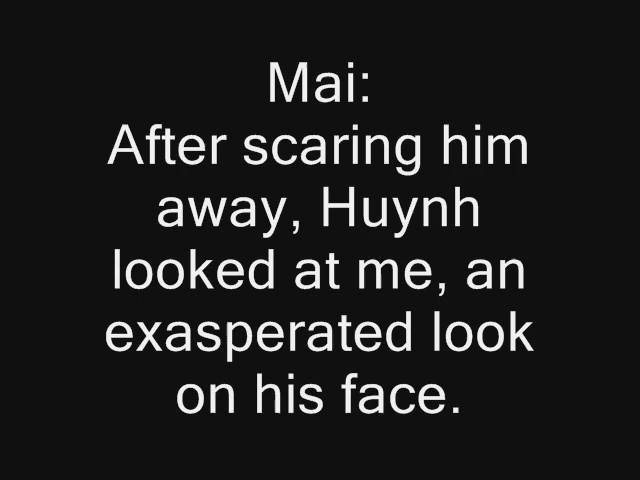 Mai:
After scaring him
away, Huynh
looked at me, an
exasperated look
on his face.